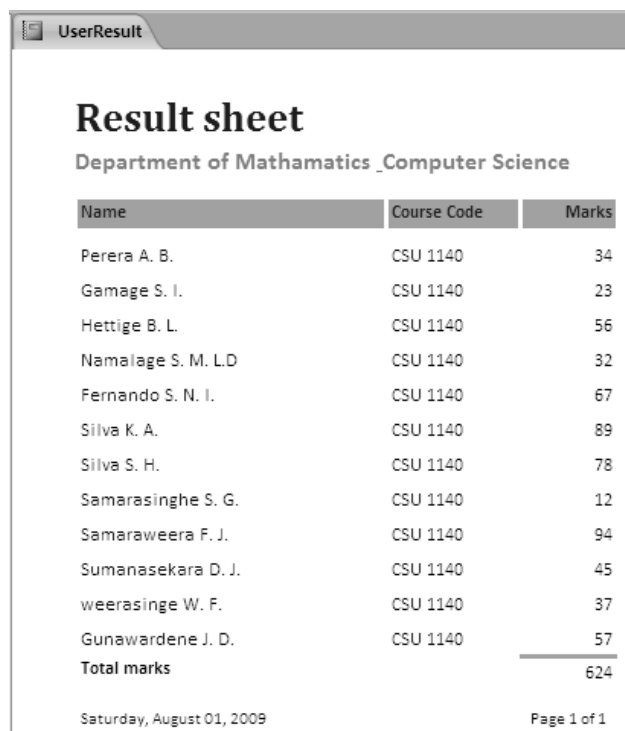 UserResult
Result sheet
Department of Mathamatics _Computer Science
Name Course Code Marks
Perera A. B. CSU 1140 34
Gamage S. I. CSU 1140 23
Hettige B. L. CSU 1140 56
Namalage S. M. L.D CSU 1140 32
Fernando S. N. I. CSU 1140 67
Silva K. A. CSU 1140 89
Silva S. H. CSU 1140 78
Samarasinghe S. G. CSU 1140 12
Samaraweera F. J. CSU 1140 94
Sumanasekara D. J. CSU 1140 45
weerasinge W. F. CSU 1140 37
Gunawardene J. D. CSU 1140 57
Total marks 624
Saturday, August 01, 2009 Page 1 of 1